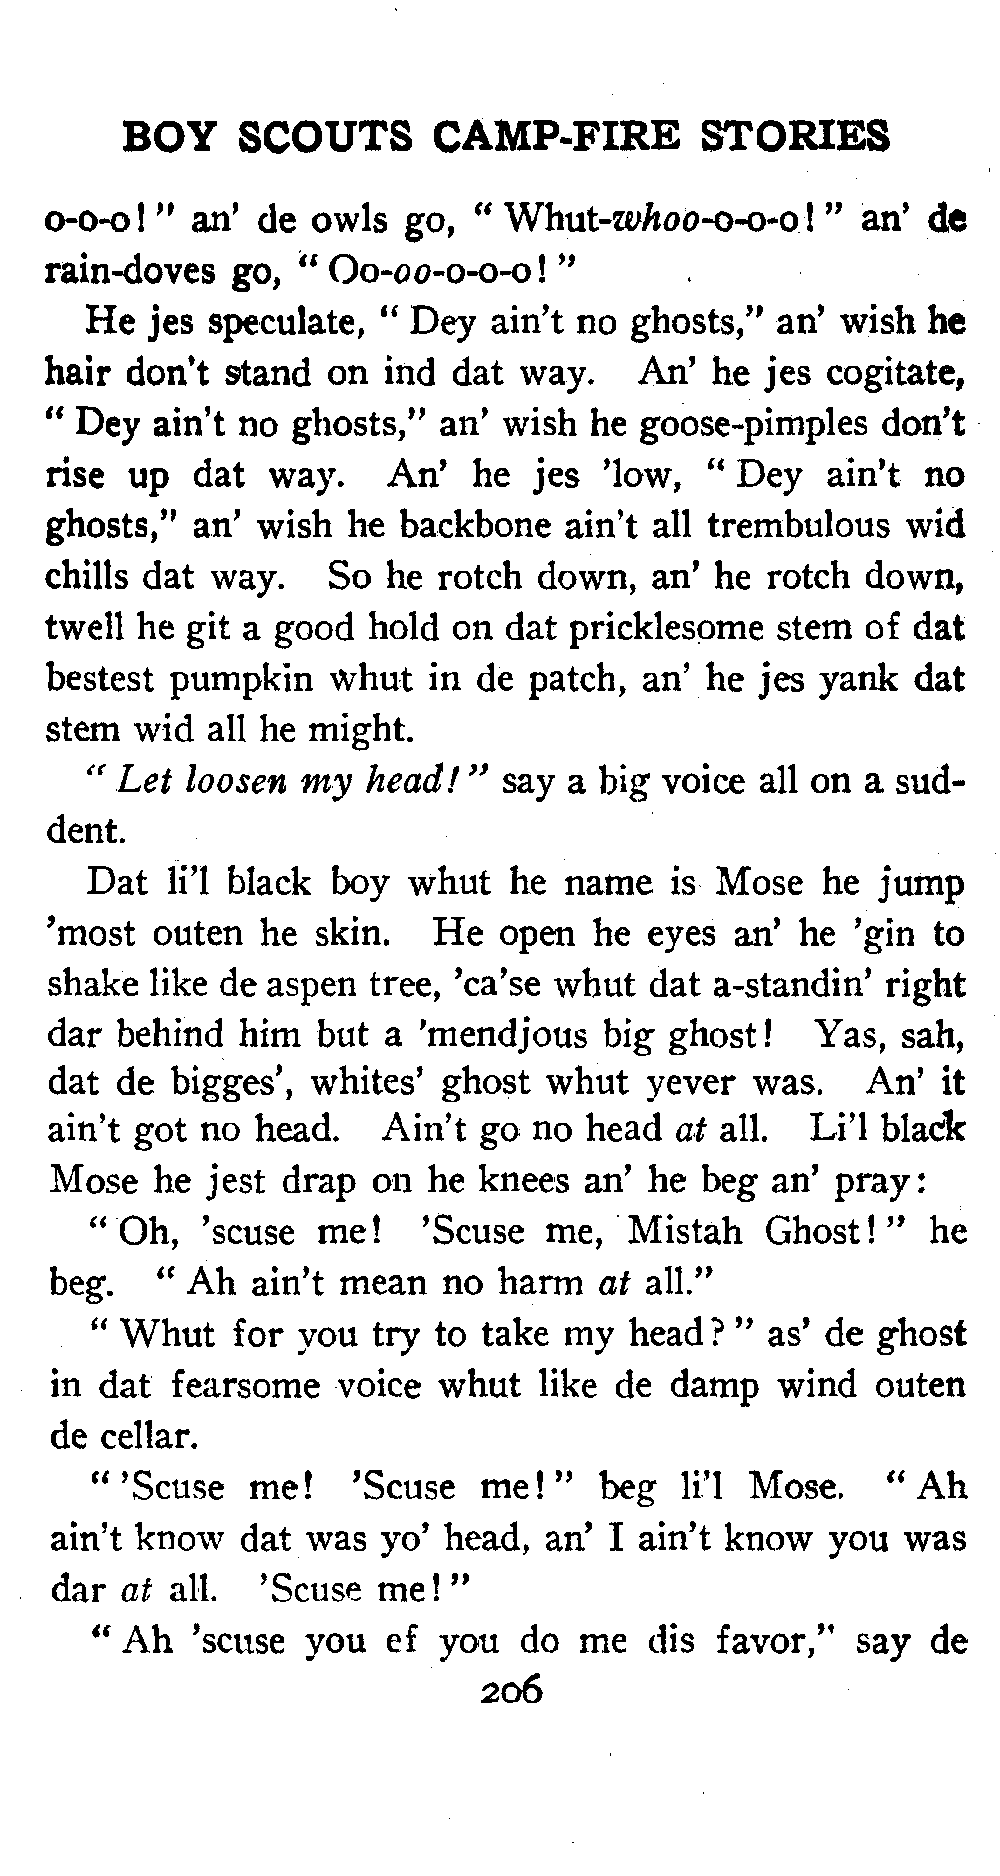 BOY SCOUTS CAMP-FIRE STORIES
o-o-o!" an' de owls go, "Whut-whoo-o-o-o!" an' de
rain-doves go, "Oo-oo-o-o-o!"
He jes speculate, "Dey ain't no ghosts," an' wish he
hair don't stand on ind dat way. An' he jes cogitate,
"Dey ain't no ghosts," an' wish he goose-pimples don't
rise up dat way. An' he jes 'low, "Dey ain't no
ghosts," an' wish he backbone ain't all trembulous wid
chills dat way. So he rotch down, an' he rotch down,
twell he git a good hold on dat pricklesome stem of dat
bestest pumpkin whut in de patch, an' he jes yank dat
stem wid all he might.
"Let loosen my head!" say a big voice all on a sud-
dent.
Dat li'l black boy whut he name is Mose he jump
'most outen he skin. He open he eyes an' he 'gin to
shake like de aspen tree, 'ca'se whut dat a-standin' right
dar behind him but a 'mendjous big ghost! Yas, sah,
dat de bigges', whites' ghost whut yever was. An' it
ain't got no head. Ain't go no head at all. Li'l black
Mose he jest drap on he knees an' he beg an' pray:
"Oh, 'scuse me! 'Scuse me, Mistah Ghost!" he
beg. "Ah ain't mean no harm at all."
"Whut for you try to take my head?" as' de ghost
in dat fearsome voice whut like de damp wind outen
de cellar.
"'Scuse me! 'Scuse me!" beg li'l Mose. "Ah
ain't know dat was yo' head, an' I ain't know you was
dar at all. 'Scuse me!"
"Ah 'scuse you ef you do me dis favor," say de
206